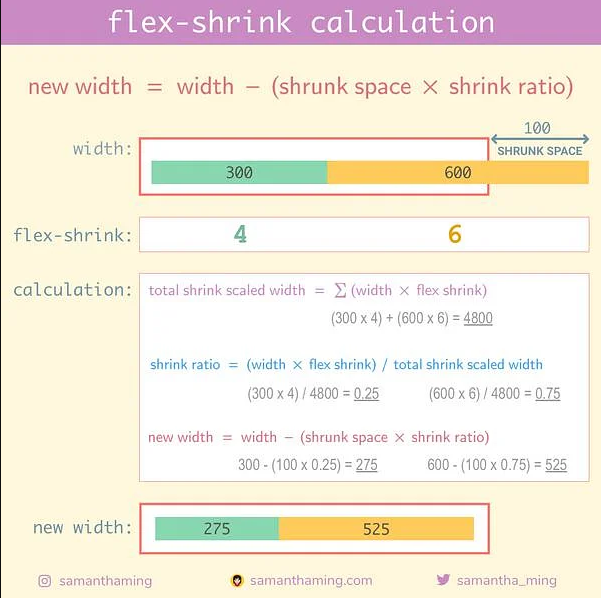 flex-shrink calculation
new width = width − (shrunk space × shrink ratio)
100
width:
SHRUNK SPACE
300 600
flex-shrink: 4 6
calculation: total shrink scaled width = ∑ (width × flex shrink)
(300 x 4) + (600 x 6) = 4800
shrink ratio = (width × flex shrink) / total shrink scaled width
(300 x 4) / 4800 = 0.25 (600 x 6) / 4800 = 0.75
new width = width − (shrunk space × shrink ratio)
300 - (100 x 0.25) = 275 600 - (100 x 0.75) = 525
new width: 275 525
samanthaming samanthaming.com samantha_ming